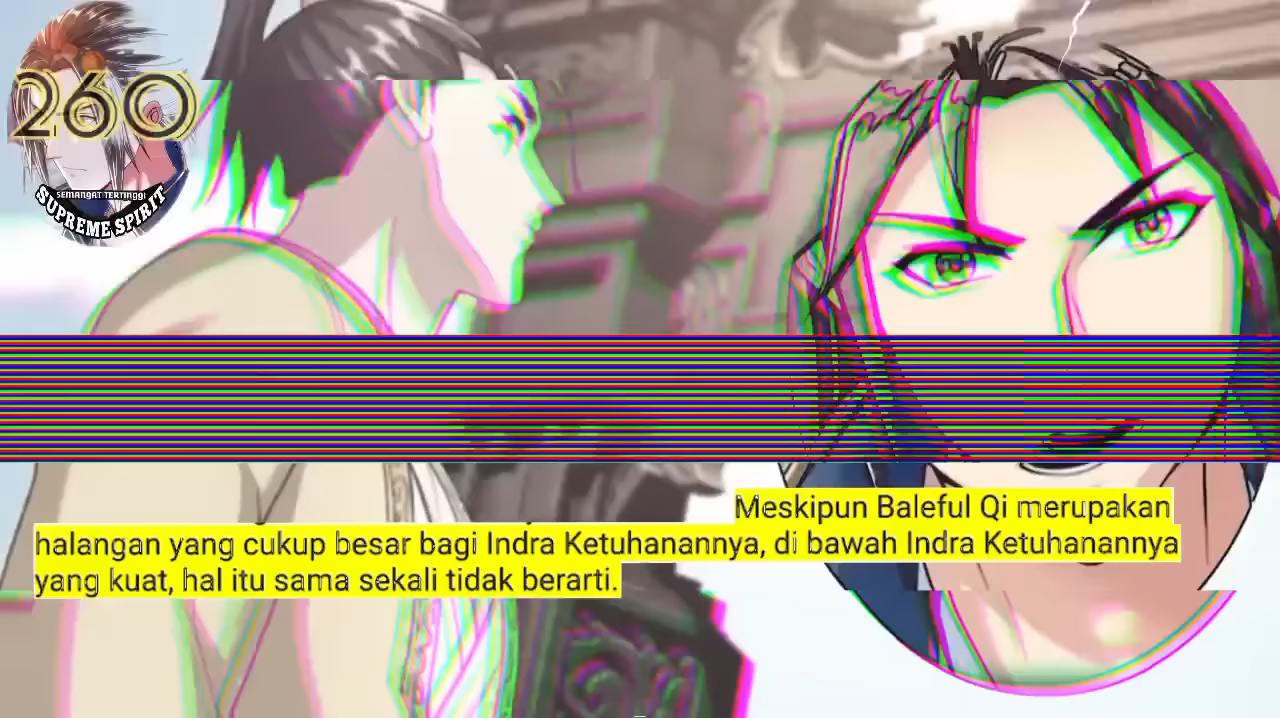 260
SEMANGAT TERTINGGI
SUPREME SPIRIT
Meskipun Baleful Qi merupakan
halangan yang cukup besar bagi Indra Ketuhanannya, di bawah Indra Ketuhanannya
yang kuat, hal itu sama sekali tidak berarti.